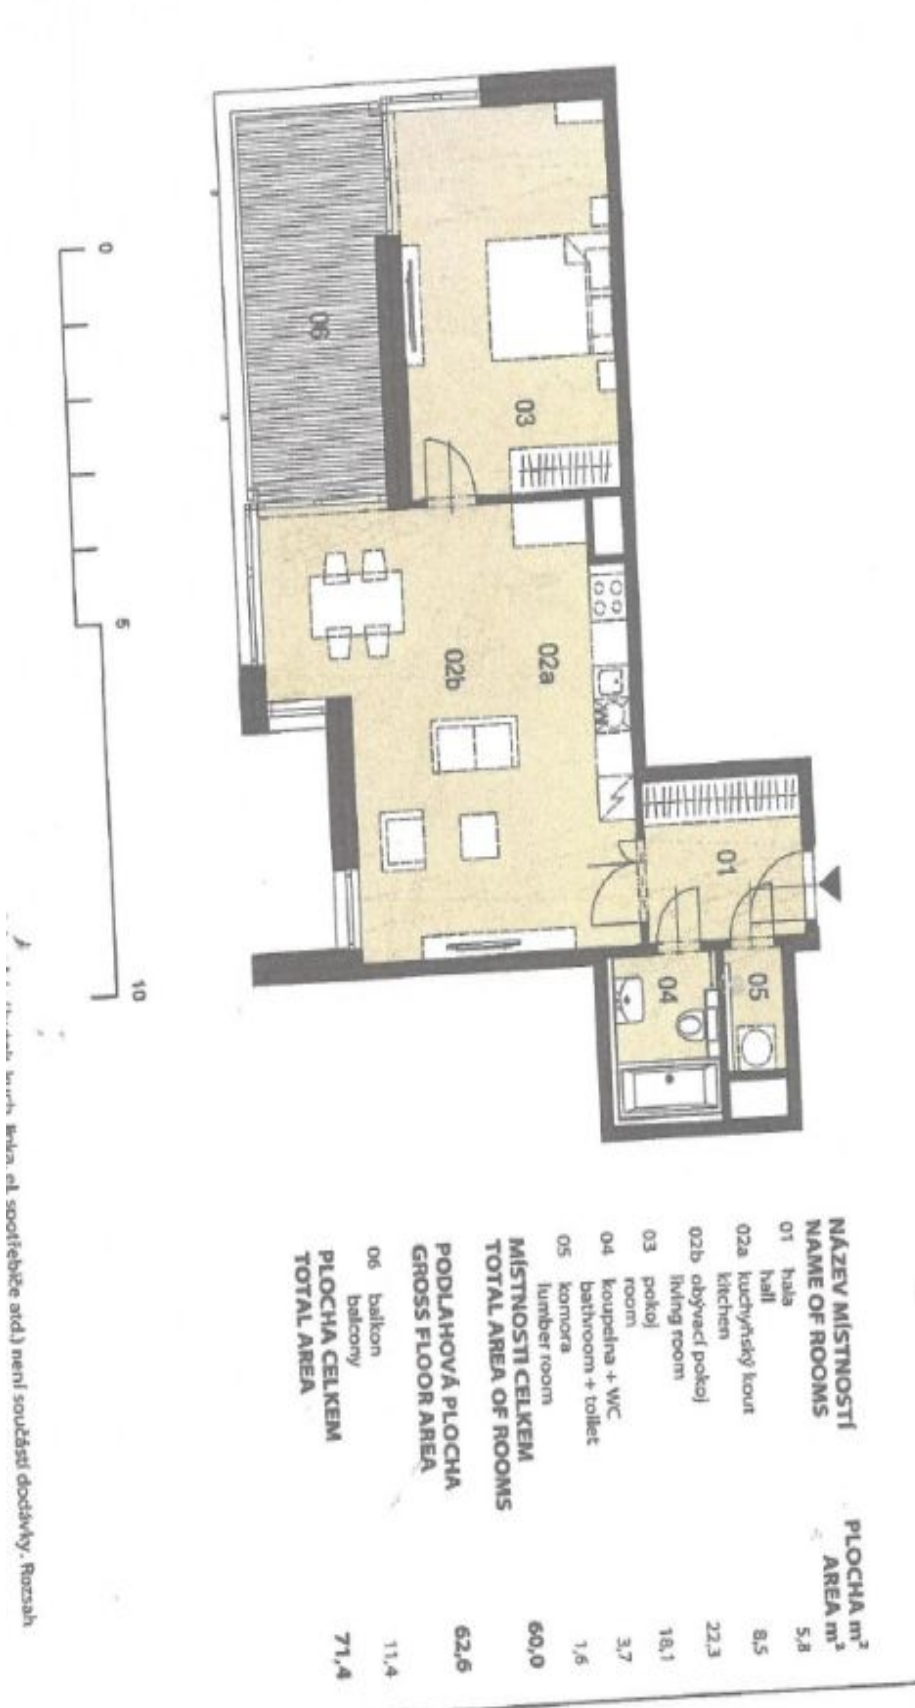 06
03
02b
02a
01
04
05
0
5
10
NÁZEV MÍSTNOSTÍ PLOCHA m²
NAME OF ROOMS AREA m²
01 hala 5,8
hall
02a kuchyňský kout 8,5
kitchen
02b obývací pokoj 22,3
living room
03 pokoj 18,1
room
04 koupelna + WC 3,7
bathroom + toilet
05 komora 1,6
lumber room
MÍSTNOSTI CELKEM 60,0
TOTAL AREA OF ROOMS
PODLAHOVÁ PLOCHA 62,6
GROSS FLOOR AREA
06 balkon 11,4
balcony
PLOCHA CELKEM 71,4
TOTAL AREA
el. spotřebiče atd.) není součástí dodávky. Rozsah